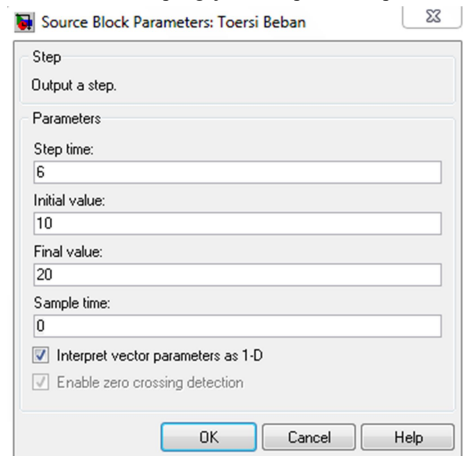 Source Block Parameters: Toersi Beban
Step
Output a step.
Parameters
Step time:
6
Initial value:
10
Final value:
20
Sample time:
0
Interpret vector parameters as 1-D
Enable zero crossing detection
OK Cancel Help